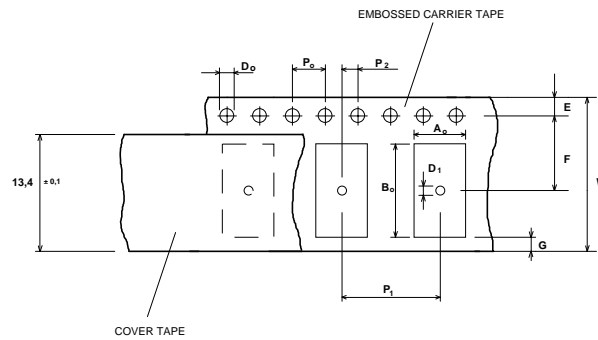 EMBOSSED CARRIER TAPE
Do
Po
P2
E
Ao
F
D1
Bo
13,4 ± 0,1
G
P1
COVER TAPE